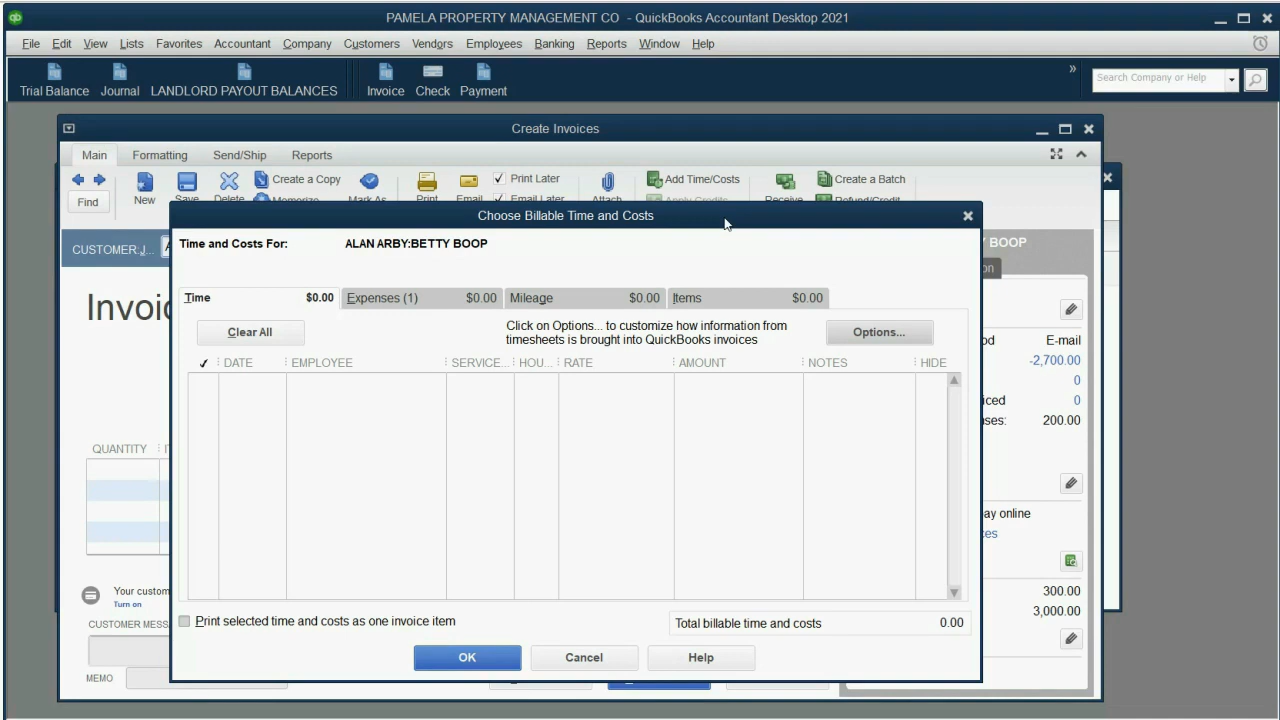 PAMELA PROPERTY MANAGEMENT CO - QuickBooks Accountant Desktop 2021
File Edit View Lists Favorites Accountant Company Customers Vendors Employees Banking Reports Window Help
Trial Balance Journal LANDLORD PAYOUT BALANCES Invoice Check Payment » Search Company or Help
Create Invoices
Main Formatting Send/Ship Reports
Find New Save Delete Create a Copy Memorize Mark As Print Email Print Later Email Later Attach Add Time/Costs Apply Credits Receive Create a Batch Refund/Credit
Choose Billable Time and Costs
CUSTOMER:J... A
Time and Costs For: ALAN ARBY:BETTY BOOP
Y BOOP
on
Invoi
Time $0.00 Expenses (1) $0.00 Mileage $0.00 Items $0.00
Clear All
Click on Options... to customize how information from
timesheets is brought into QuickBooks invoices
Options...
✓ DATE EMPLOYEE SERVICE... HOU... RATE AMOUNT NOTES HIDE
od E-mail
-2,700.00
0
iced 0
ses: 200.00
QUANTITY I
ay online
tes
Your custom
Turn on
300.00
3,000.00
CUSTOMER MESS
Print selected time and costs as one invoice item
Total billable time and costs 0.00
OK Cancel Help
MEMO